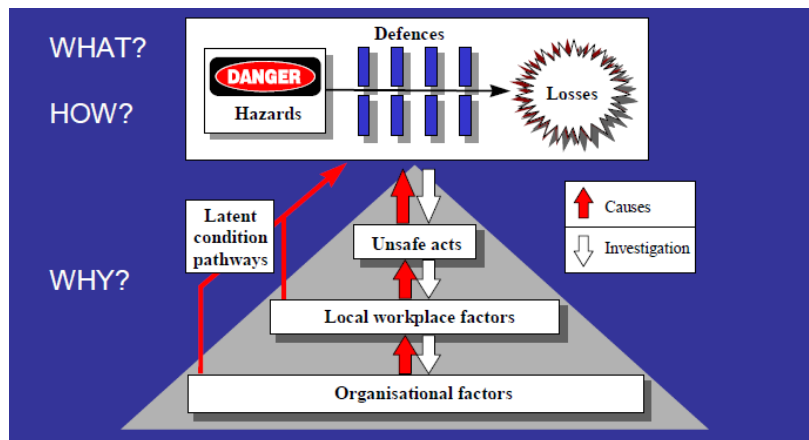 WHAT?
HOW?
WHY?
Defences
DANGER
Hazards
Losses
Latent
condition
pathways
Unsafe acts
Local workplace factors
Organisational factors
Causes
Investigation